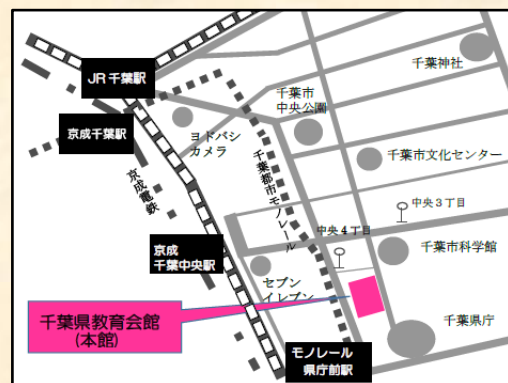 JR 千葉駅
千葉神社
千葉市
中央公園
京成千葉駅
ヨドバシ
カメラ
千葉市文化センター
京成電鉄
千葉都市モノレール
中央３丁目
中央４丁目
京成
千葉中央駅
千葉市科学館
セブン
イレブン
千葉県教育会館
(本館)
千葉県庁
モノレール
県庁前駅